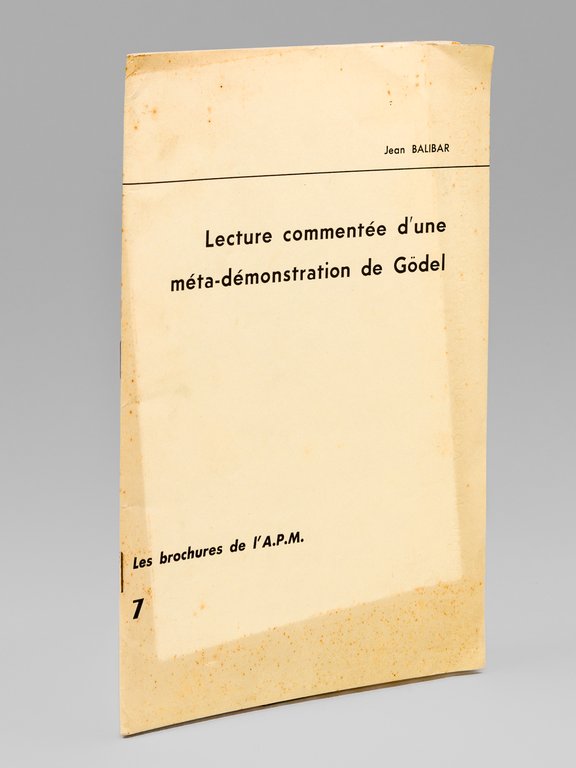 Jean BALIBAR
Lecture commentée d'une
méta-démonstration de Gödel
Les brochures de l'A.P.M.
7